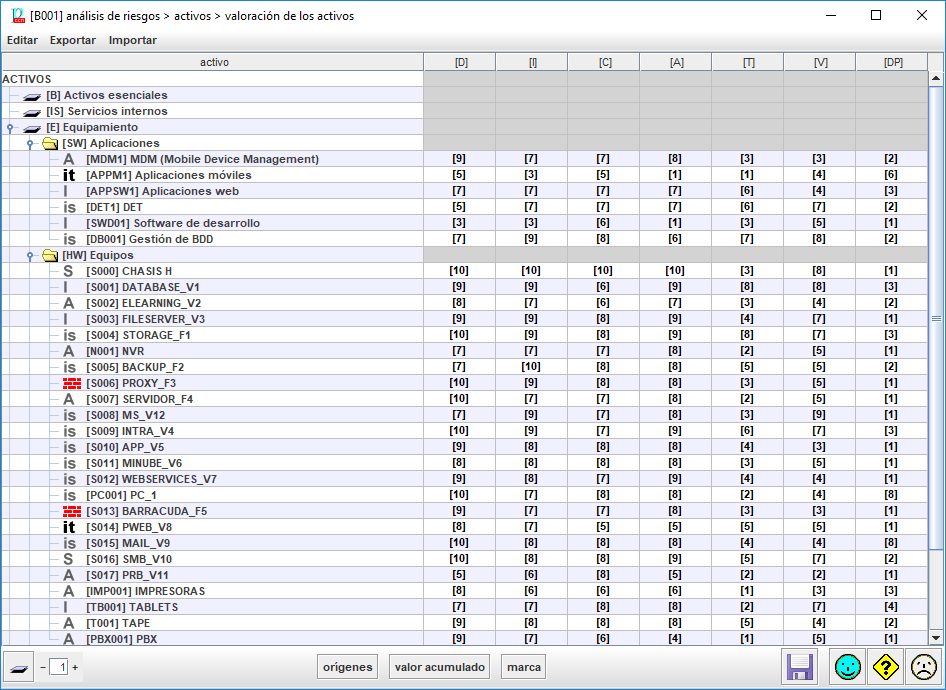 [B001] análisis de riesgos > activos > valoración de los activos
Editar Exportar Importar
activo [D] [I] [C] [A] [T] [V] [DP]
ACTIVOS
[B] Activos esenciales
[IS] Servicios internos
[E] Equipamiento
[SW] Aplicaciones
A [MDM1] MDM (Mobile Device Management) [9] [7] [7] [8] [3] [3] [2]
it [APPM1] Aplicaciones móviles [5] [3] [5] [1] [1] [4] [6]
I [APPSW1] Aplicaciones web [7] [7] [7] [7] [6] [4] [3]
is [DET1] DET [5] [7] [7] [7] [6] [7] [2]
I [SWD01] Software de desarrollo [3] [3] [6] [1] [3] [5] [1]
is [DB001] Gestión de BDD [7] [9] [8] [6] [7] [8] [2]
[HW] Equipos
S [S000] CHASIS H [10] [10] [10] [10] [3] [8] [1]
I [S001] DATABASE_V1 [9] [9] [6] [9] [8] [8] [3]
A [S002] ELEARNING_V2 [8] [7] [6] [7] [3] [4] [2]
I [S003] FILESERVER_V3 [9] [9] [8] [9] [4] [7] [1]
is [S004] STORAGE_F1 [10] [9] [8] [9] [8] [7] [3]
A [N001] NVR [7] [7] [7] [8] [2] [5] [1]
is [S005] BACKUP_F2 [7] [10] [8] [8] [5] [5] [2]
[S006] PROXY_F3 [10] [9] [8] [8] [3] [5] [1]
A [S007] SERVIDOR_F4 [10] [7] [7] [8] [2] [5] [1]
is [S008] MS_V12 [7] [9] [7] [8] [3] [9] [1]
is [S009] INTRA_V4 [10] [9] [7] [9] [6] [7] [3]
is [S010] APP_V5 [9] [8] [8] [8] [4] [3] [1]
is [S011] MINUBE_V6 [8] [8] [8] [8] [3] [5] [1]
is [S012] WEBSERVICES_V7 [9] [8] [7] [9] [4] [4] [1]
is [PC001] PC_1 [10] [7] [8] [8] [2] [4] [8]
[S013] BARRACUDA_F5 [9] [7] [7] [8] [3] [3] [1]
it [S014] PWEB_V8 [8] [7] [5] [5] [5] [5] [1]
is [S015] MAIL_V9 [10] [8] [8] [8] [4] [4] [8]
S [S016] SMB_V10 [10] [8] [8] [9] [5] [7] [2]
A [S017] PRB_V11 [5] [6] [8] [5] [2] [2] [1]
A [IMP001] IMPRESORAS [8] [6] [6] [6] [1] [3] [3]
I [TB001] TABLETS [7] [7] [8] [8] [2] [7] [4]
A [T001] TAPE [9] [8] [8] [8] [5] [4] [2]
A [PBX001] PBX [9] [7] [6] [4] [1] [5] [1]
− 1 + orígenes valor acumulado marca ?